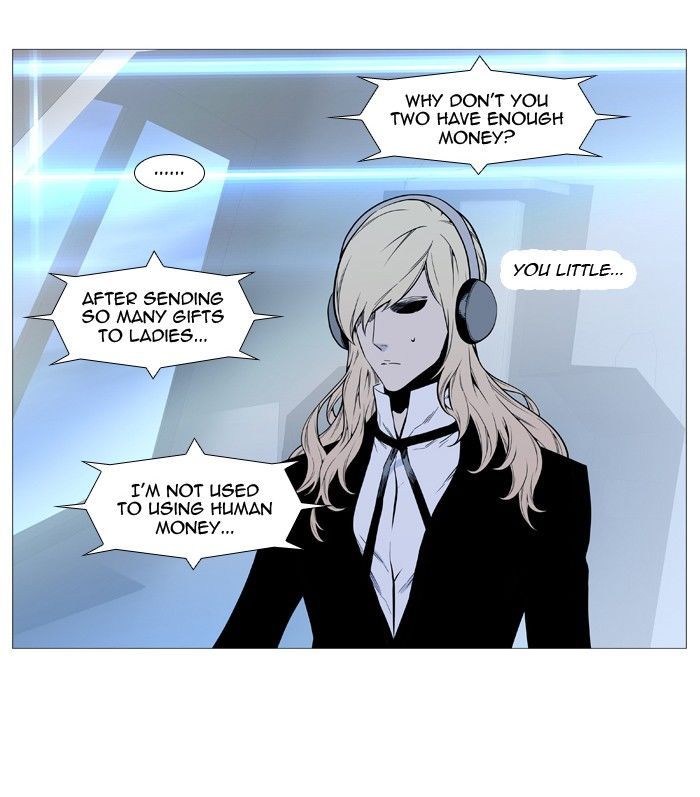 WHY DON'T YOU
TWO HAVE ENOUGH
MONEY?
......
YOU LITTLE...
AFTER SENDING
SO MANY GIFTS
TO LADIES...
I'M NOT USED
TO USING HUMAN
MONEY...